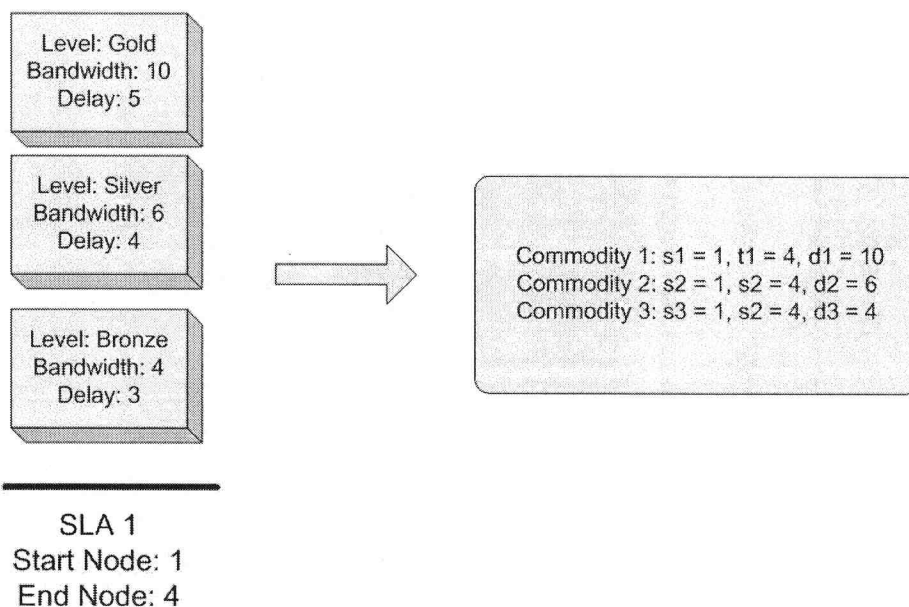 Level: Gold
Bandwidth: 10
Delay: 5
Level: Silver
Bandwidth: 6
Delay: 4
Level: Bronze
Bandwidth: 4
Delay: 3
SLA 1
Start Node: 1
End Node: 4
Commodity 1: s1 = 1, t1 = 4, d1 = 10
Commodity 2: s2 = 1, s2 = 4, d2 = 6
Commodity 3: s3 = 1, s2 = 4, d3 = 4